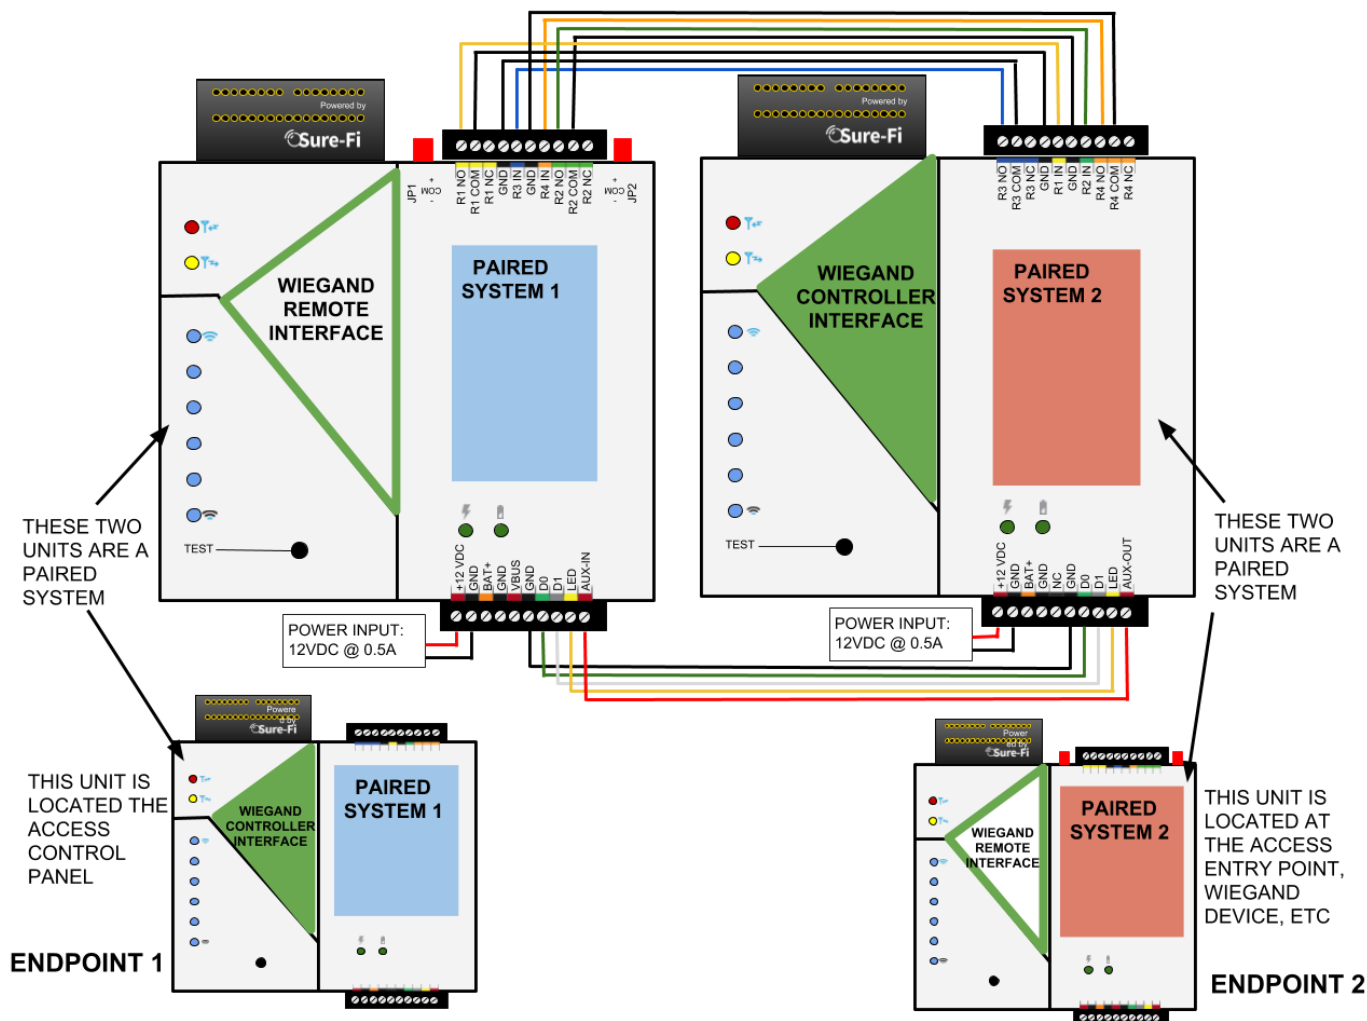 Powered by
Sure-Fi
R1 NO
R1 COM
R1 NC
GND
R3 IN
GND
R4 IN
R2 NO
R2 COM
R2 NC
JP1
+ COM -
JP2
+ COM -
WIEGAND
REMOTE
INTERFACE
PAIRED
SYSTEM 1
TEST
+12 VDC
GND
BAT+
GND
VBUS
GND
D0
D1
LED
AUX-IN
POWER INPUT:
12VDC @ 0.5A
Powered by
Sure-Fi
R3 NO
R3 COM
R3 NC
GND
R1 IN
GND
R2 IN
R4 NO
R4 COM
R4 NC
WIEGAND
CONTROLLER
INTERFACE
PAIRED
SYSTEM 2
TEST
+12 VDC
GND
BAT+
GND
NC
GND
D0
D1
LED
AUX-OUT
POWER INPUT:
12VDC @ 0.5A
THESE TWO
UNITS ARE A
PAIRED
SYSTEM
THESE TWO
UNITS ARE A
PAIRED
SYSTEM
Powere
d by
Sure-Fi
WIEGAND
CONTROLLER
INTERFACE
PAIRED
SYSTEM 1
THIS UNIT IS
LOCATED THE
ACCESS
CONTROL
PANEL
ENDPOINT 1
Power
ed by
Sure-Fi
WIEGAND
REMOTE
INTERFACE
PAIRED
SYSTEM 2
THIS UNIT IS
LOCATED AT
THE ACCESS
ENTRY POINT,
WIEGAND
DEVICE, ETC
ENDPOINT 2